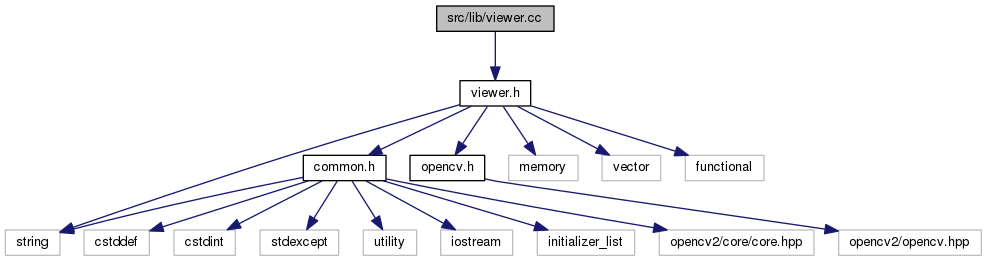 src/lib/viewer.cc
viewer.h
common.h
opencv.h
memory
vector
functional
string
cstddef
cstdint
stdexcept
utility
iostream
initializer_list
opencv2/core/core.hpp
opencv2/opencv.hpp